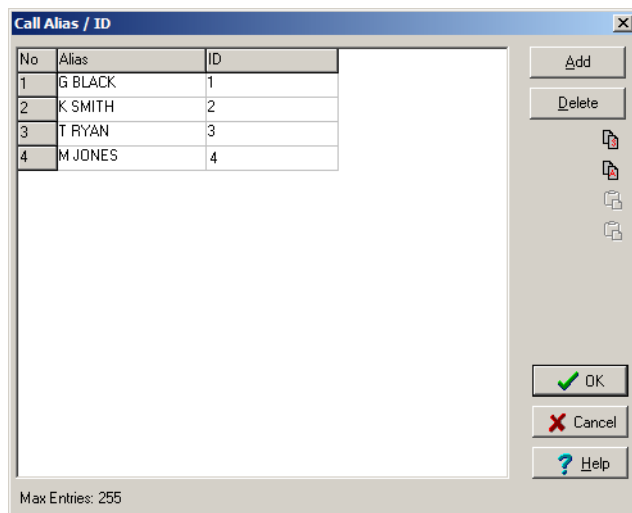 Call Alias / ID
No Alias ID
1 G BLACK 1
2 K SMITH 2
3 T RYAN 3
4 M JONES 4
Add
Delete
OK
Cancel
Help
Max Entries: 255